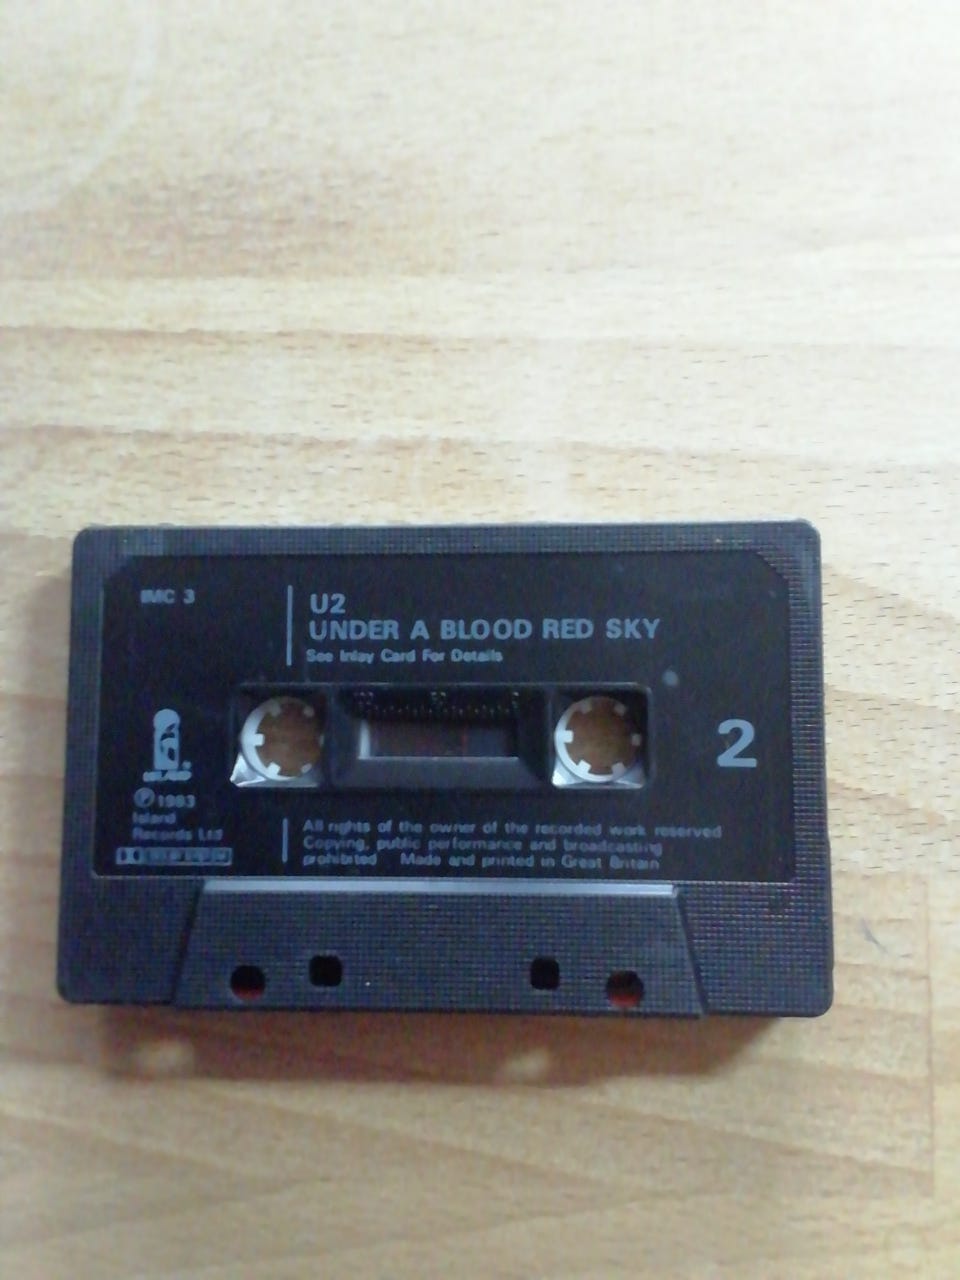 IMC 3
U2
UNDER A BLOOD RED SKY
See Inlay Card For Details
2
ISLAND
℗ 1983
Island
Records Ltd
All rights of the owner of the recorded work reserved
Copying, public performance and broadcasting
prohibited Made and printed in Great Britain